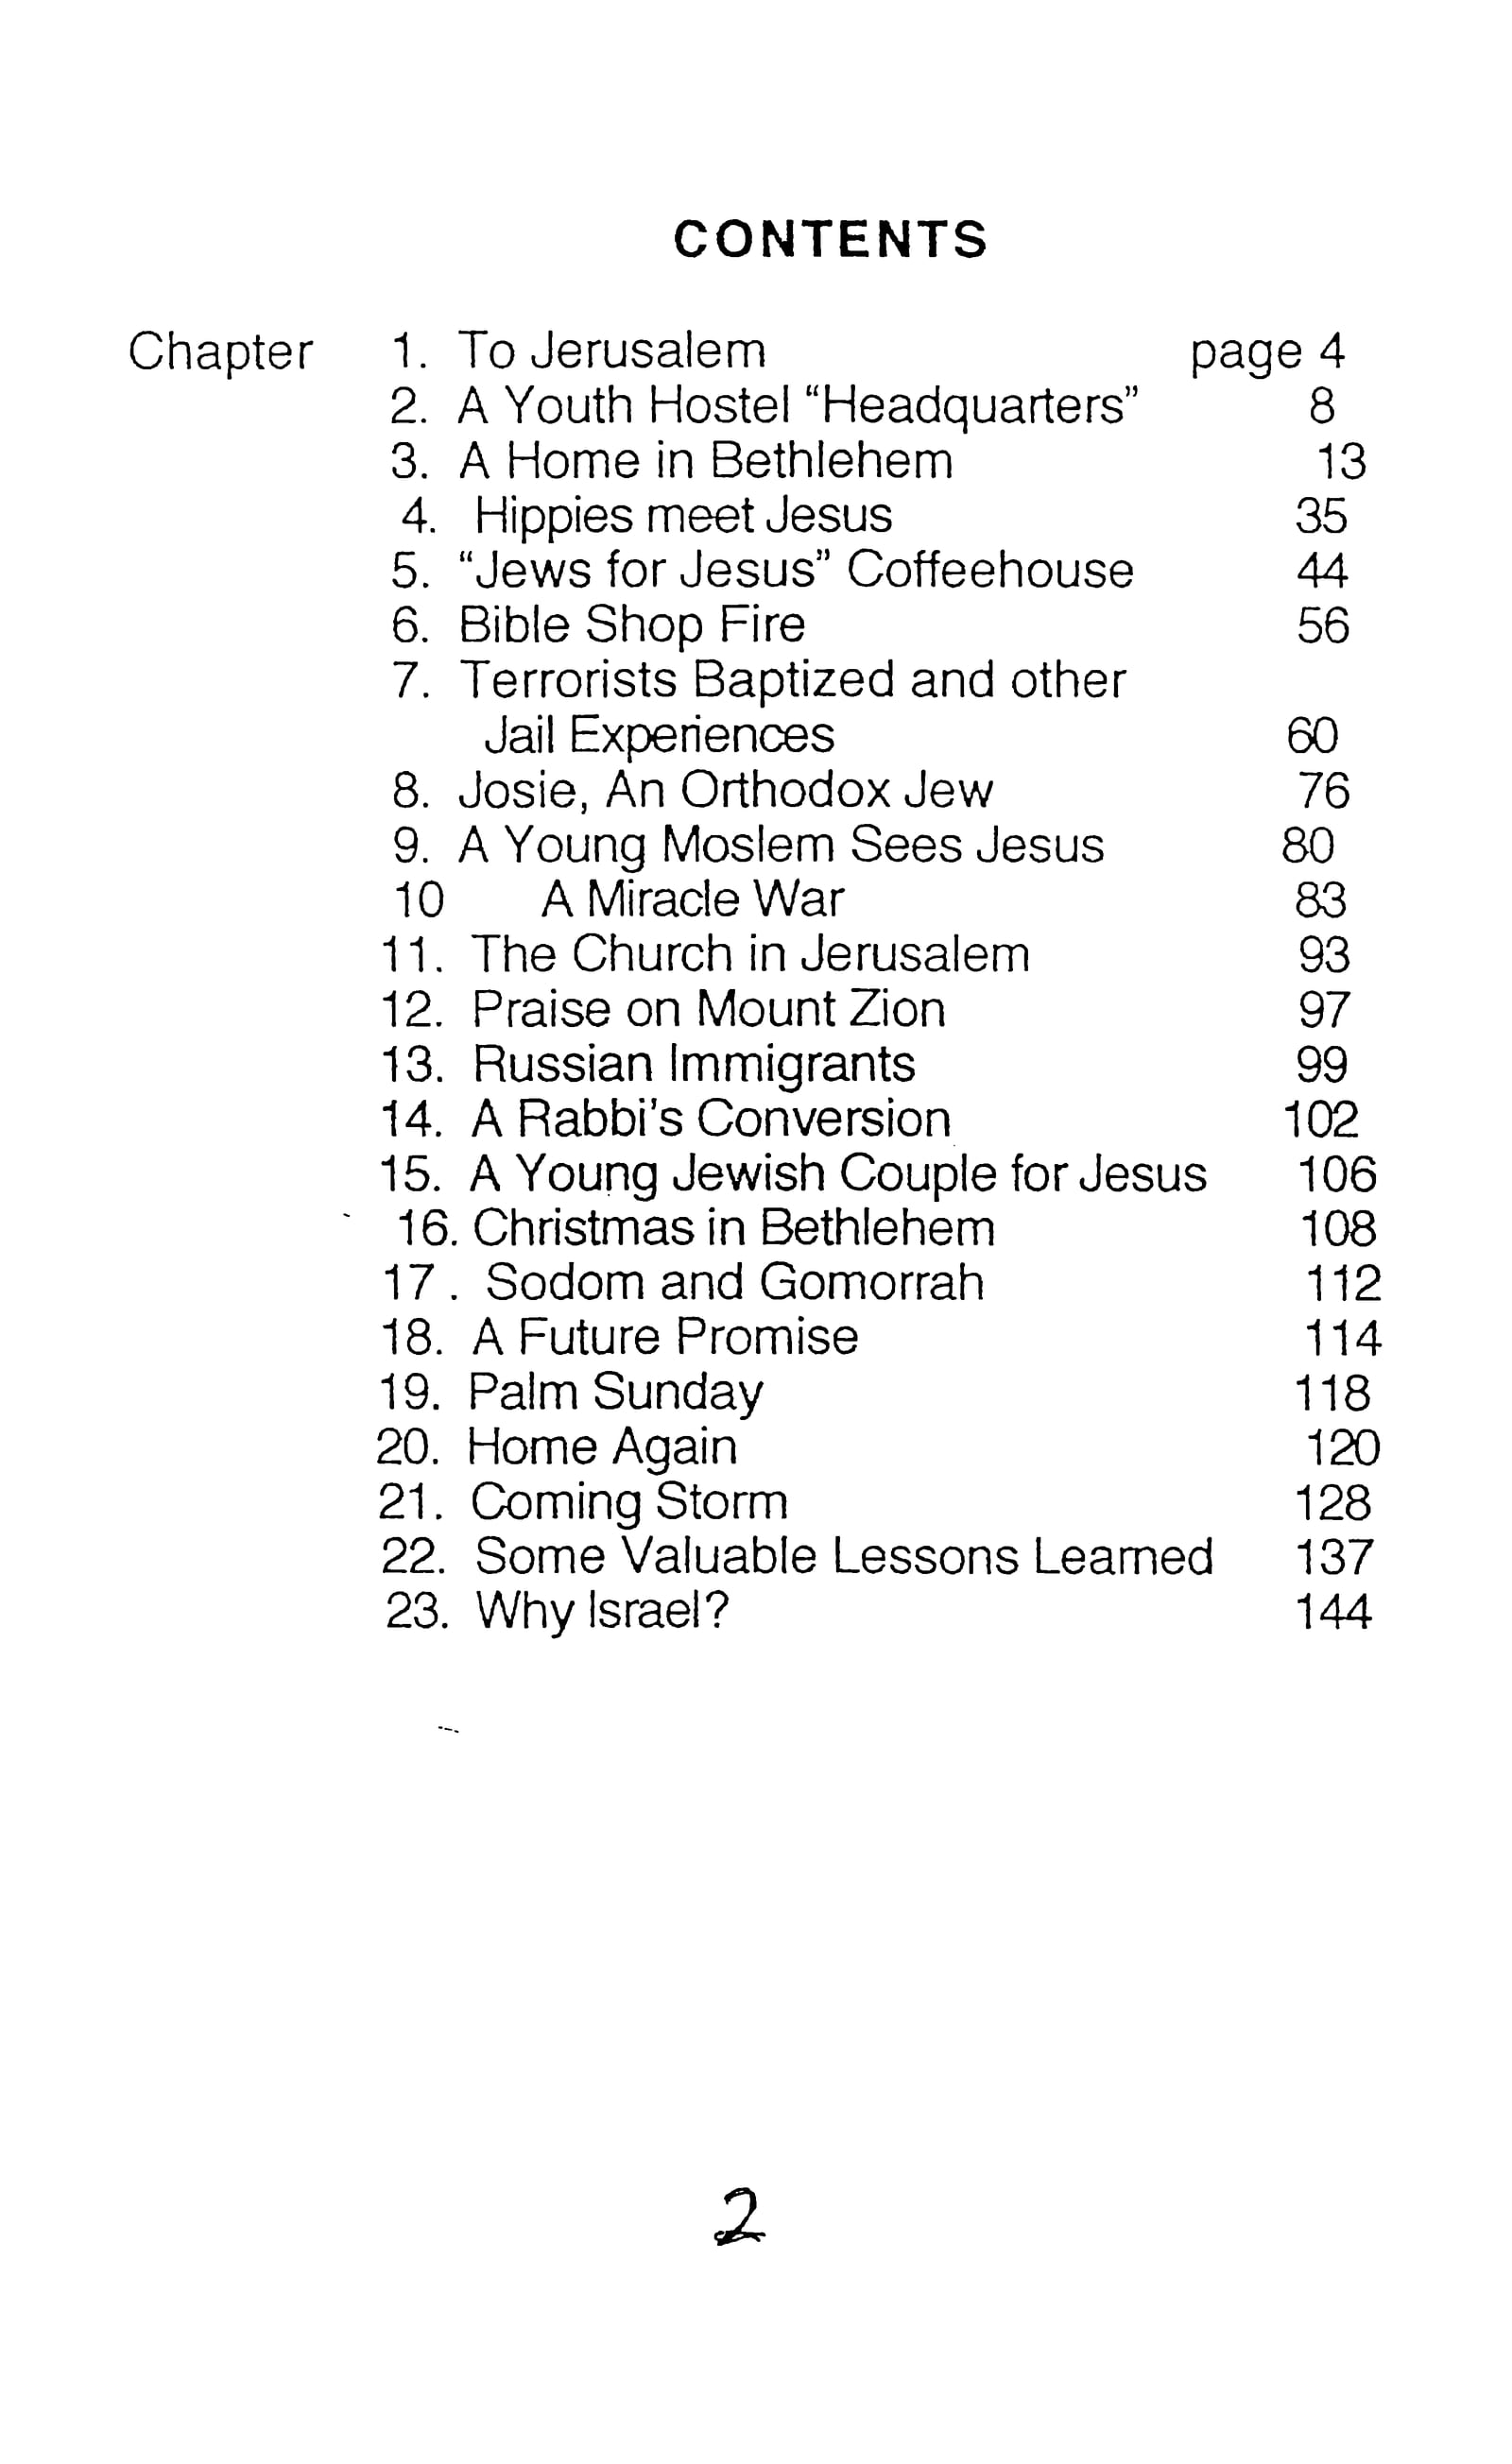 CONTENTS
Chapter 1. To Jerusalem page 4
2. A Youth Hostel “Headquarters” 8
3. A Home in Bethlehem 13
4. Hippies meet Jesus 35
5. “Jews for Jesus” Coffeehouse 44
6. Bible Shop Fire 56
7. Terrorists Baptized and other
Jail Experiences 60
8. Josie, An Orthodox Jew 76
9. A Young Moslem Sees Jesus 80
10 A Miracle War 83
11. The Church in Jerusalem 93
12. Praise on Mount Zion 97
13. Russian Immigrants 99
14. A Rabbi's Conversion 102
15. A Young Jewish Couple for Jesus 106
16. Christmas in Bethlehem 108
17 . Sodom and Gomorrah 112
18. A Future Promise 114
19. Palm Sunday 118
20. Home Again 120
21. Coming Storm 128
22. Some Valuable Lessons Learned 137
23. Why Israel? 144
2